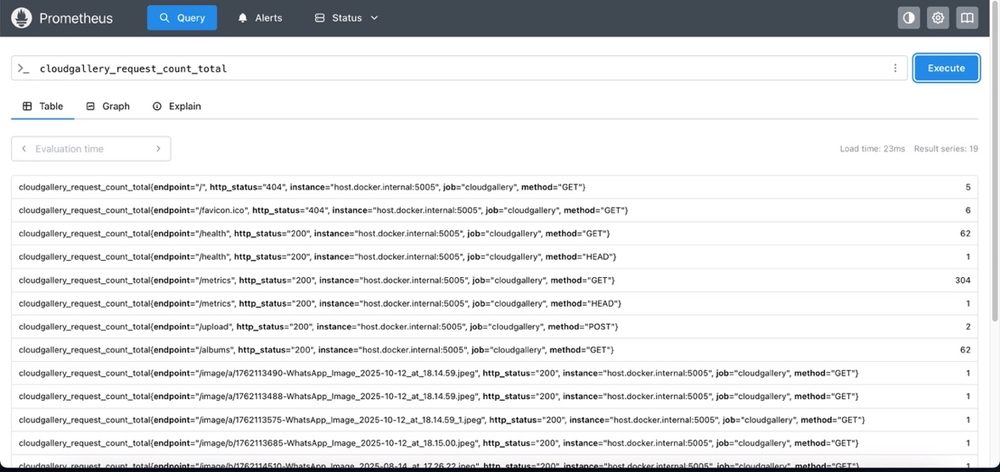 Prometheus Query Alerts Status
>_ cloudgallery_request_count_total Execute
Table Graph Explain
Evaluation time Load time: 23ms Result series: 19
cloudgallery_request_count_total{endpoint="/", http_status="404", instance="host.docker.internal:5005", job="cloudgallery", method="GET"} 5
cloudgallery_request_count_total{endpoint="/favicon.ico", http_status="404", instance="host.docker.internal:5005", job="cloudgallery", method="GET"} 6
cloudgallery_request_count_total{endpoint="/health", http_status="200", instance="host.docker.internal:5005", job="cloudgallery", method="GET"} 62
cloudgallery_request_count_total{endpoint="/health", http_status="200", instance="host.docker.internal:5005", job="cloudgallery", method="HEAD"} 1
cloudgallery_request_count_total{endpoint="/metrics", http_status="200", instance="host.docker.internal:5005", job="cloudgallery", method="GET"} 304
cloudgallery_request_count_total{endpoint="/metrics", http_status="200", instance="host.docker.internal:5005", job="cloudgallery", method="HEAD"} 1
cloudgallery_request_count_total{endpoint="/upload", http_status="200", instance="host.docker.internal:5005", job="cloudgallery", method="POST"} 2
cloudgallery_request_count_total{endpoint="/albums", http_status="200", instance="host.docker.internal:5005", job="cloudgallery", method="GET"} 62
cloudgallery_request_count_total{endpoint="/image/a/1762113490-WhatsApp_Image_2025-10-12_at_18.14.59.jpeg", http_status="200", instance="host.docker.internal:5005", job="cloudgallery", method="GET"} 1
cloudgallery_request_count_total{endpoint="/image/a/1762113488-WhatsApp_Image_2025-10-12_at_18.14.59.jpeg", http_status="200", instance="host.docker.internal:5005", job="cloudgallery", method="GET"} 1
cloudgallery_request_count_total{endpoint="/image/a/1762113575-WhatsApp_Image_2025-10-12_at_18.14.59_1.jpeg", http_status="200", instance="host.docker.internal:5005", job="cloudgallery", method="GET"} 1
cloudgallery_request_count_total{endpoint="/image/b/1762113685-WhatsApp_Image_2025-10-12_at_18.15.00.jpeg", http_status="200", instance="host.docker.internal:5005", job="cloudgallery", method="GET"} 1
cloudgallery_request_count_total{endpoint="/image/b/1762114510-WhatsApp_Image_2025-08-14_at_17.26.22.jpeg", http_status="200", instance="host.docker.internal:5005", job="cloudgallery", method="GET"} 1